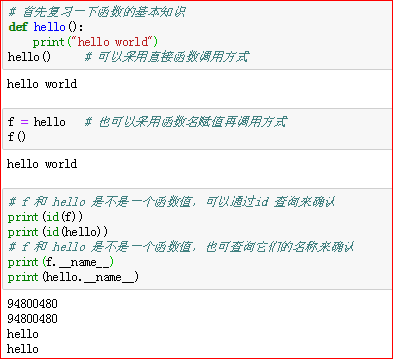 # 首先复习一下函数的基本知识
def hello():
    print("hello world")
hello()     # 可以采用直接函数调用方式
hello world
f = hello   # 也可以采用函数名赋值再调用方式
f()
hello world
# f 和 hello 是不是一个函数值，可以通过id 查询来确认
print(id(f))
print(id(hello))
# f 和 hello 是不是一个函数值，也可查询它们的名称来确认
print(f.__name__)
print(hello.__name__)
94800480
94800480
hello
hello